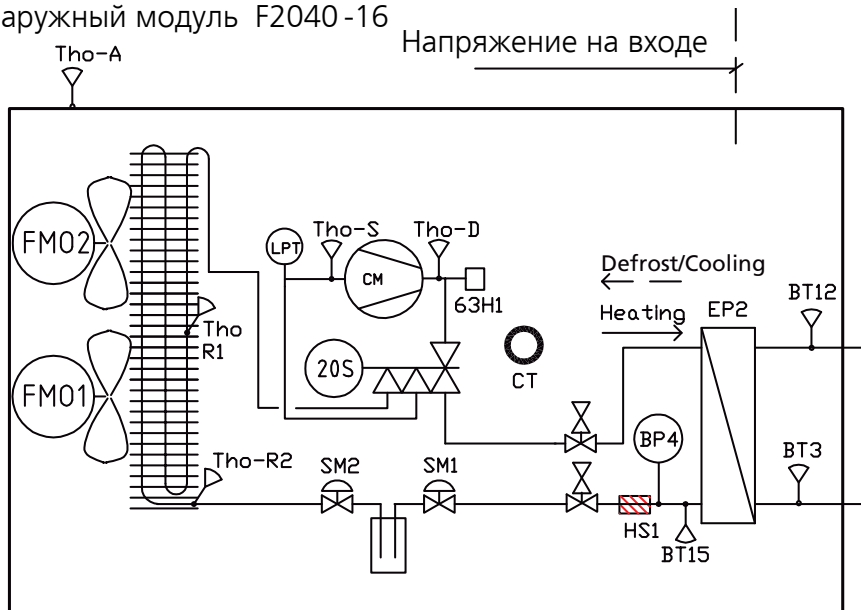 аружный модуль F2040-16
Напряжение на входе
Tho-A
FM02
LPT
Tho-S
Tho-D
CM
63H1
Defrost/Cooling
Heating
EP2
BT12
Tho
R1
20S
CT
FM01
BP4
BT3
Tho-R2
SM2
SM1
HS1
BT15